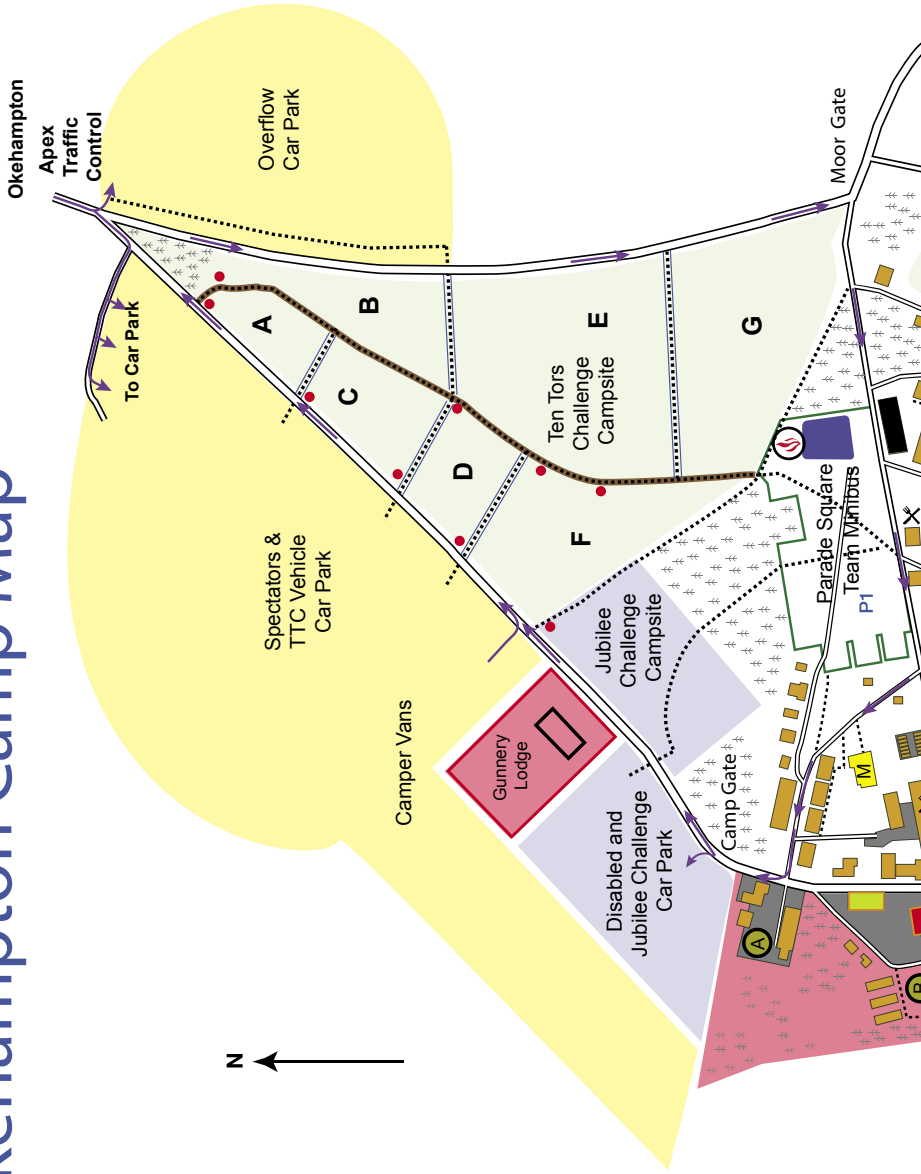 Okehampton
Apex
Traffic
Control
Overflow
Car Park
To Car Park
A
B
C
D
E
F
G
Ten Tors
Challenge
Campsite
Moor Gate
Spectators &
TTC Vehicle
Car Park
Camper Vans
Gunnery
Lodge
Jubilee
Challenge
Campsite
Disabled and
Jubilee Challenge
Car Park
Camp Gate
Parade Square
Team Minibus
P1
M
A
N
Camp Map